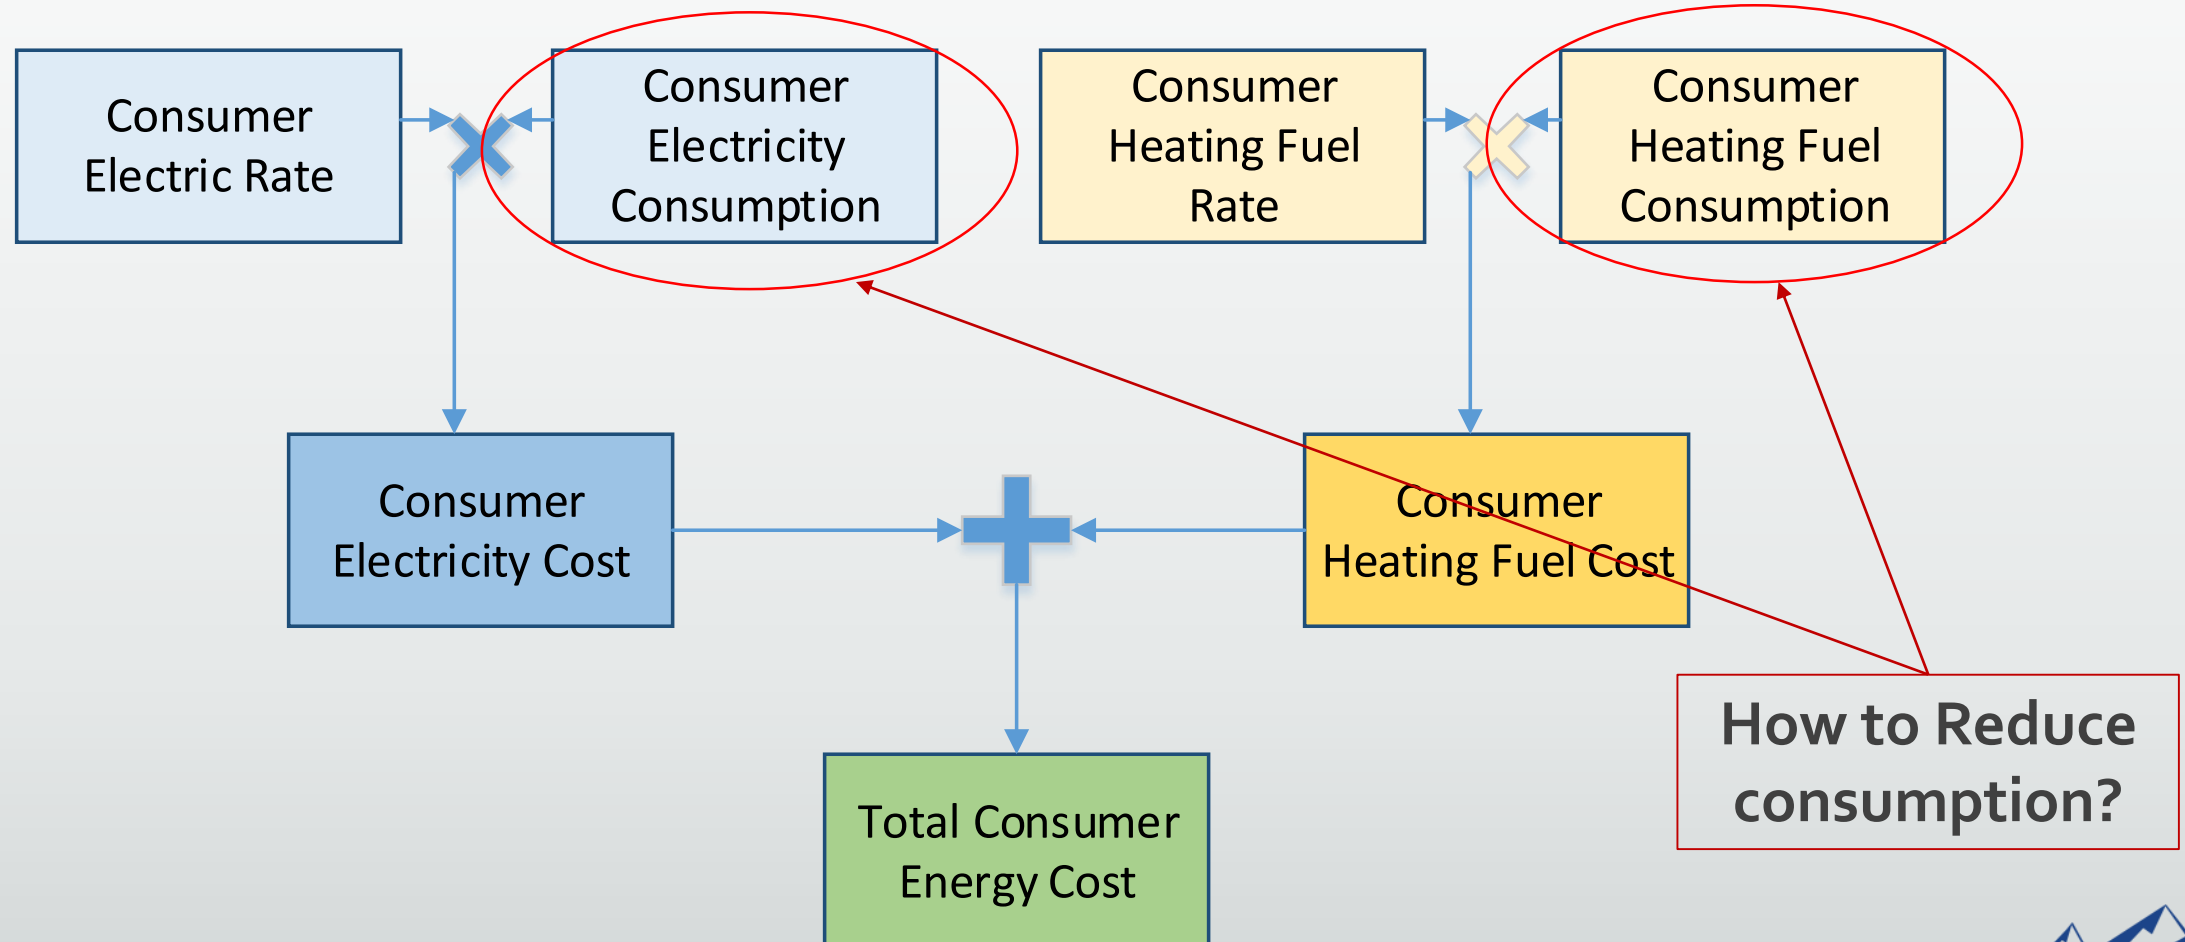 Consumer
Electric Rate
Consumer
Electricity
Consumption
Consumer
Heating Fuel
Rate
Consumer
Heating Fuel
Consumption
Consumer
Electricity Cost
Consumer
Heating Fuel Cost
How to Reduce
consumption?
Total Consumer
Energy Cost